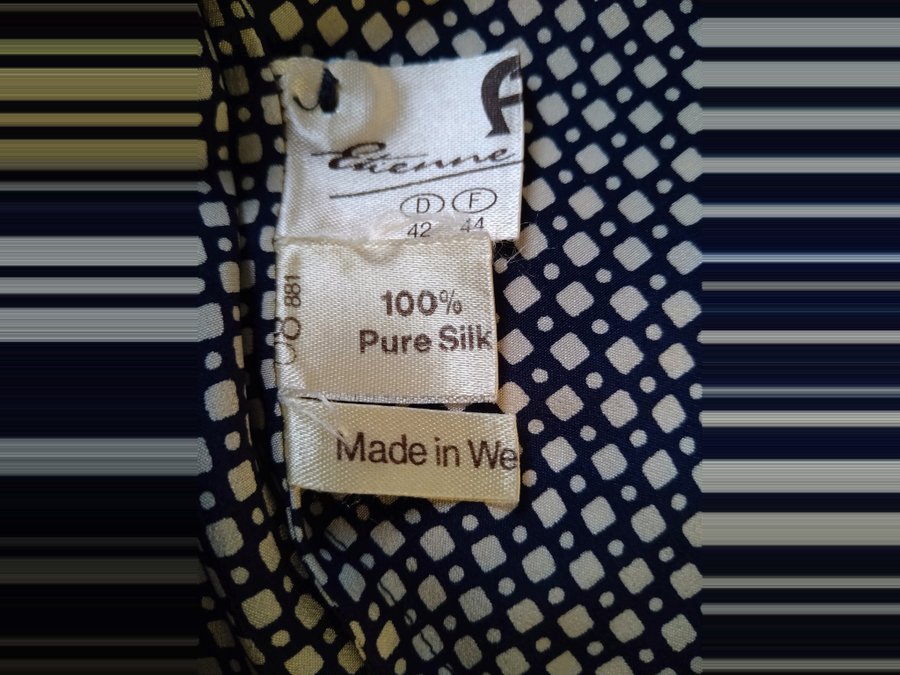 Etienne
D F
42 44
100%
Pure Silk
881
Made in We